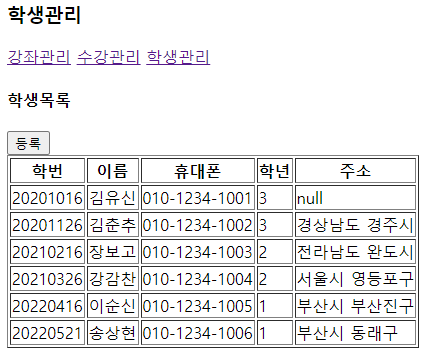 학생관리
강좌관리 수강관리 학생관리
학생목록
등록
학번 이름 휴대폰 학년 주소
20201016 김유신 010-1234-1001 3 null
20201126 김춘추 010-1234-1002 3 경상남도 경주시
20210216 장보고 010-1234-1003 2 전라남도 완도시
20210326 강감찬 010-1234-1004 2 서울시 영등포구
20220416 이순신 010-1234-1005 1 부산시 부산진구
20220521 송상현 010-1234-1006 1 부산시 동래구